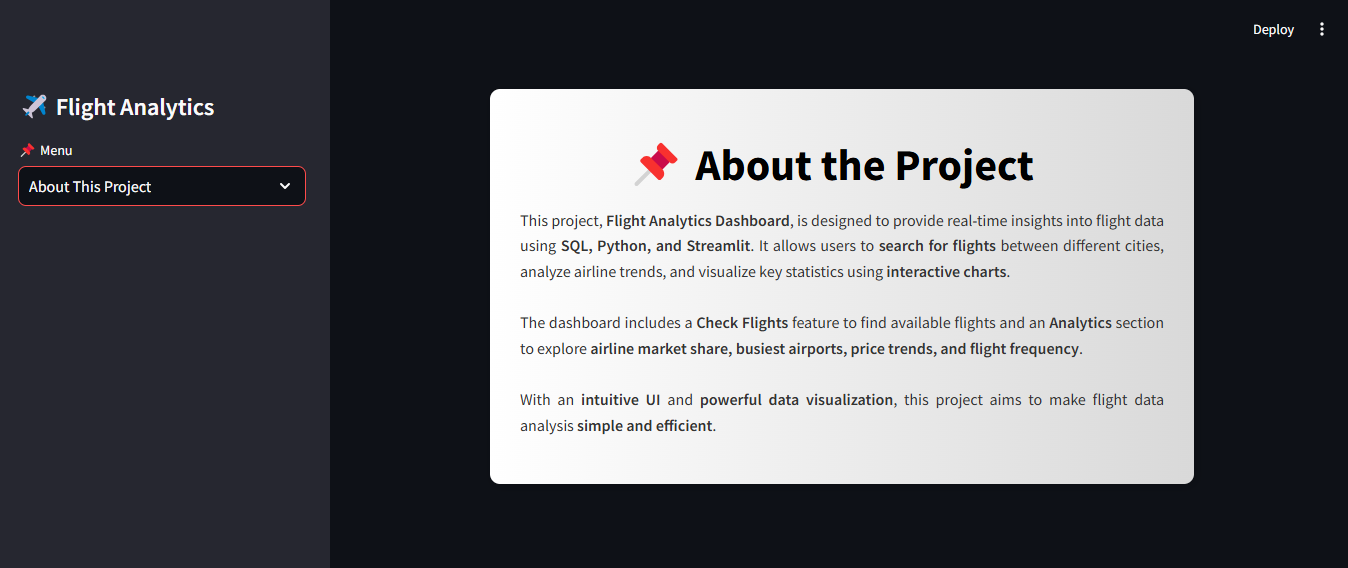 Deploy
Flight Analytics
Menu
About This Project
About the Project
This project, Flight Analytics Dashboard, is designed to provide real-time insights into flight data
using SQL, Python, and Streamlit. It allows users to search for flights between different cities,
analyze airline trends, and visualize key statistics using interactive charts.
The dashboard includes a Check Flights feature to find available flights and an Analytics section
to explore airline market share, busiest airports, price trends, and flight frequency.
With an intuitive UI and powerful data visualization, this project aims to make flight data
analysis simple and efficient.